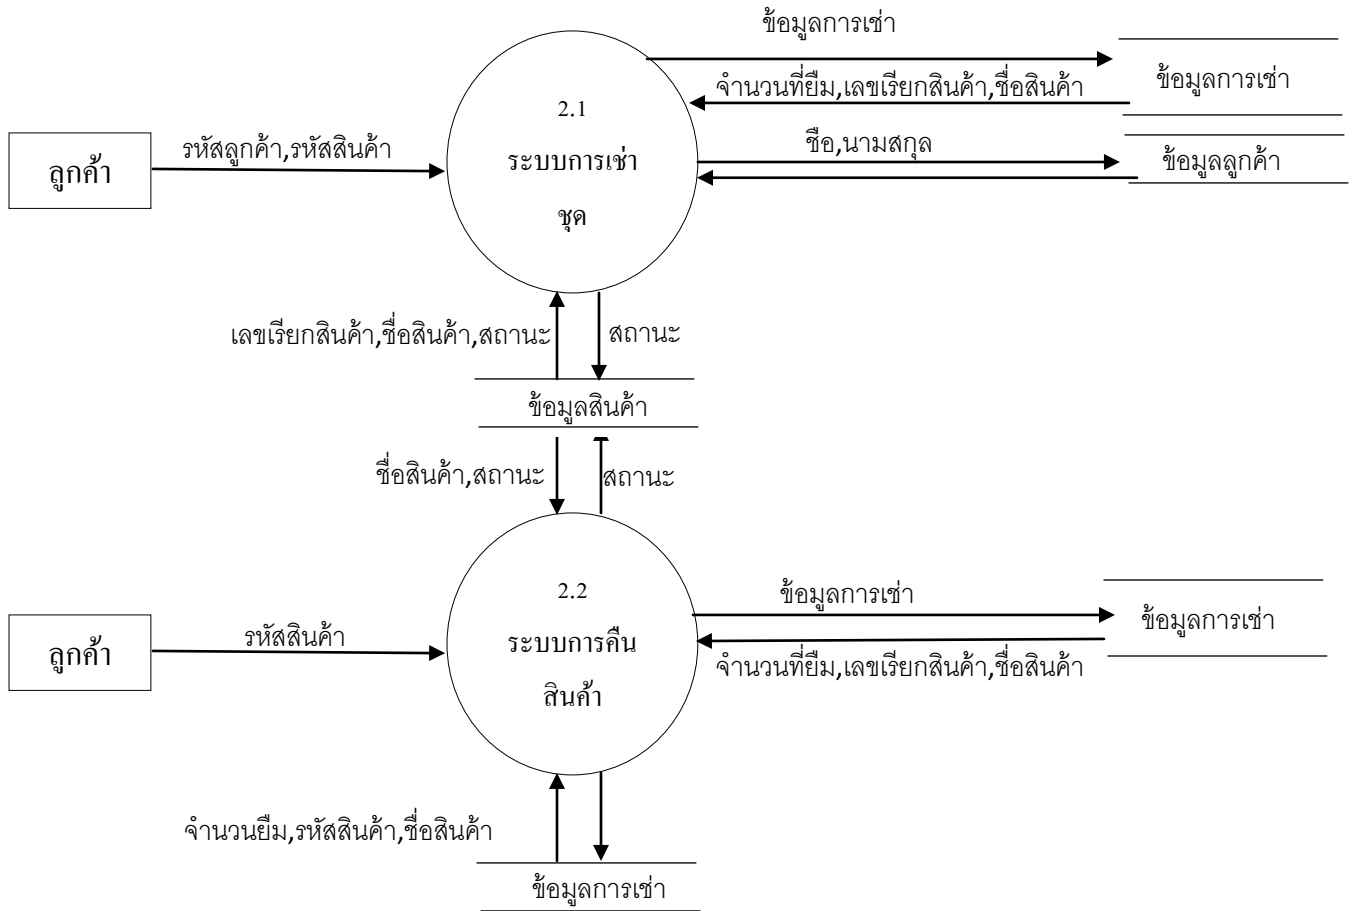 ข้อมูลการเช่า
จำนวนที่ยืม,เลขเรียกสินค้า,ชื่อสินค้า
ข้อมูลการเช่า
2.1
ระบบการเช่า
ชุด
ลูกค้า
รหัสลูกค้า,รหัสสินค้า
ชือ,นามสกุล
ข้อมูลลูกค้า
เลขเรียกสินค้า,ชื่อสินค้า,สถานะ
สถานะ
ข้อมูลสินค้า
ชื่อสินค้า,สถานะ
สถานะ
2.2
ระบบการคืน
สินค้า
ลูกค้า
รหัสสินค้า
ข้อมูลการเช่า
จำนวนที่ยืม,เลขเรียกสินค้า,ชื่อสินค้า
ข้อมูลการเช่า
จำนวนยืม,รหัสสินค้า,ชื่อสินค้า
ข้อมูลการเช่า